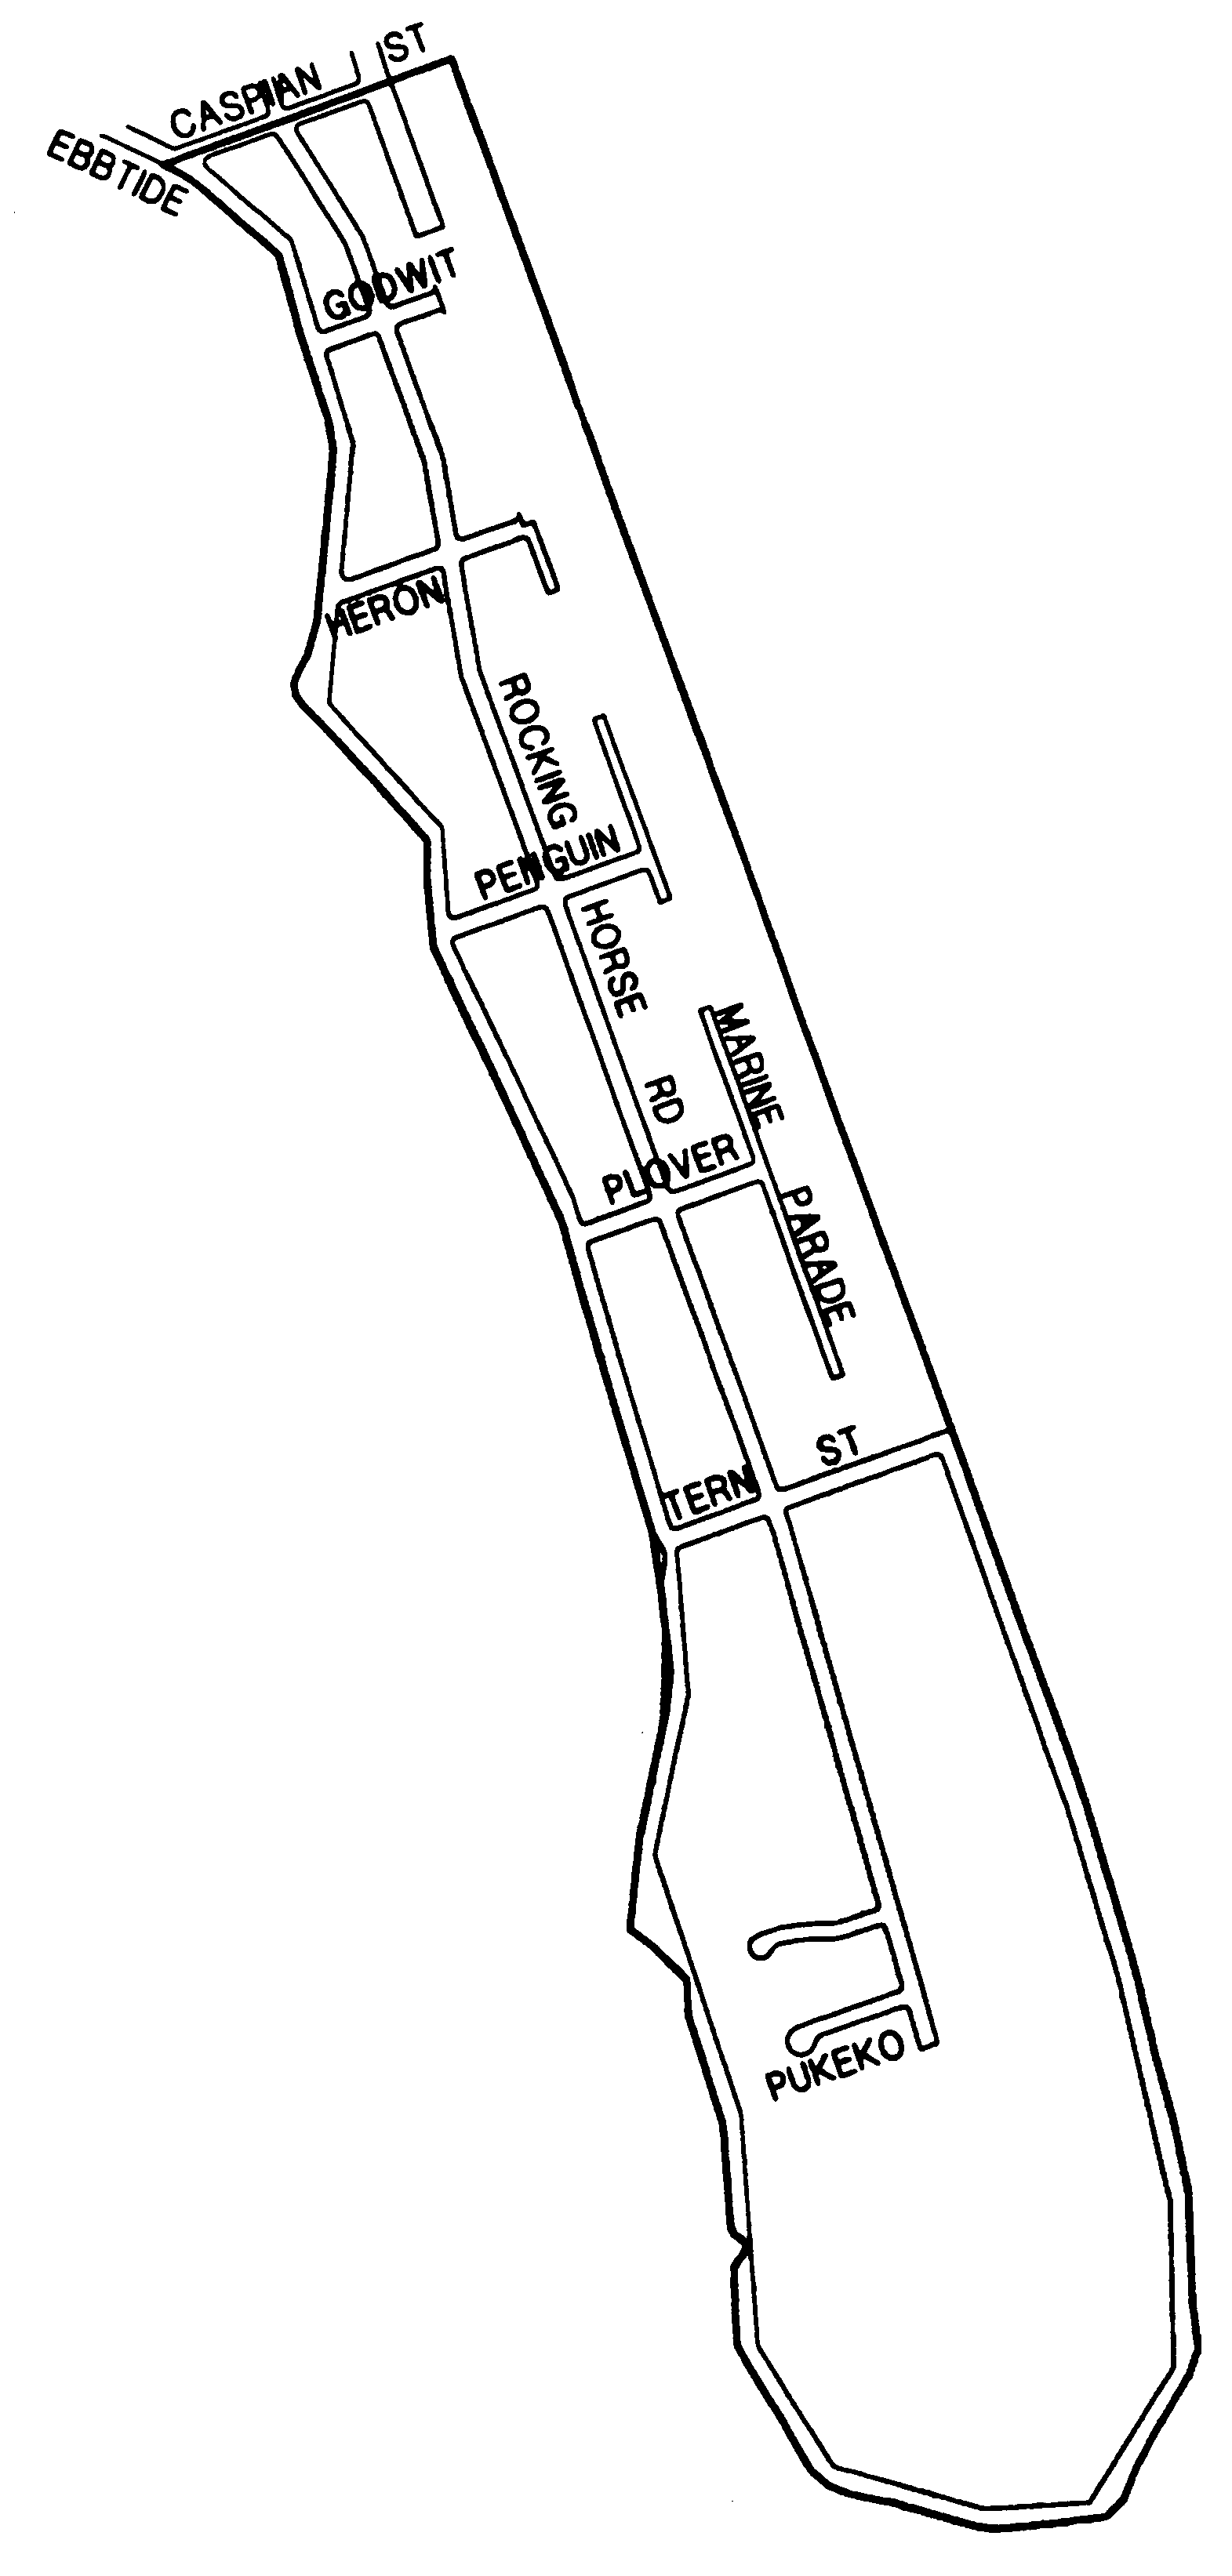 CASPIAN ST
EBBTIDE
GODWIT
HERON
ROCKING HORSE RD
PENGUIN
MARINE PARADE
PLOVER
TERN ST
PUKEKO